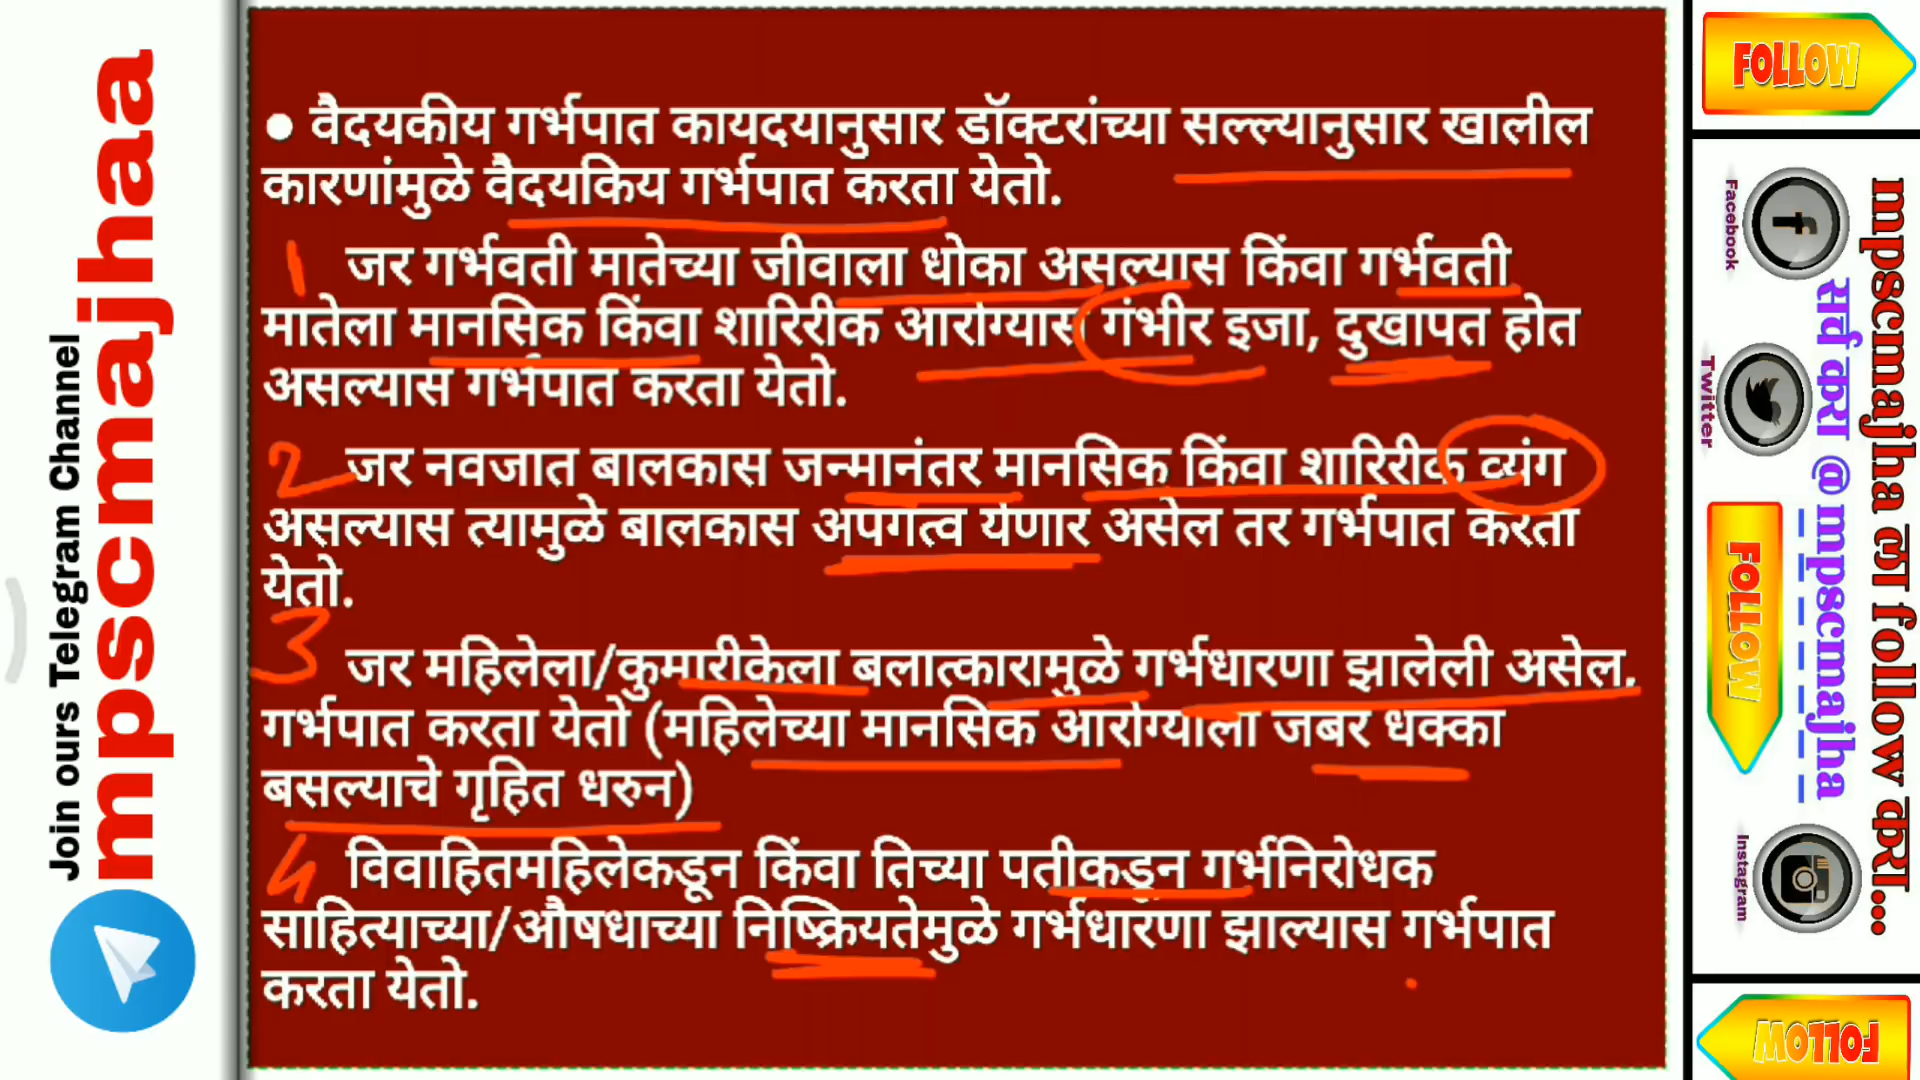 Join ours Telegram Channel
mpscmajhaa
● वैदयकीय गर्भपात कायदयानुसार डॉक्टरांच्या सल्ल्यानुसार खालील
कारणांमुळे वैदयकिय गर्भपात करता येतो.
1 जर गर्भवती मातेच्या जीवाला धोका असल्यास किंवा गर्भवती
मातेला मानसिक किंवा शारिरीक आरोग्यास गंभीर इजा, दुखापत होत
असल्यास गर्भपात करता येतो.
2 जर नवजात बालकास जन्मानंतर मानसिक किंवा शारिरीक व्यंग
असल्यास त्यामुळे बालकास अपंगत्व येणार असेल तर गर्भपात करता
येतो.
3 जर महिलेला/कुमारीकेला बलात्कारामुळे गर्भधारणा झालेली असेल.
गर्भपात करता येतो (महिलेच्या मानसिक आरोग्याला जबर धक्का
बसल्याचे गृहित धरुन)
4 विवाहितमहिलेकडून किंवा तिच्या पतीकडून गर्भनिरोधक
साहित्याच्या/औषधाच्या निष्क्रियतेमुळे गर्भधारणा झाल्यास गर्भपात
करता येतो.
FOLLOW
mpscmajha ला follow करा...
सर्च करा @mpscmajha
Facebook
Twitter
Instagram
FOLLOW
FOLLOW